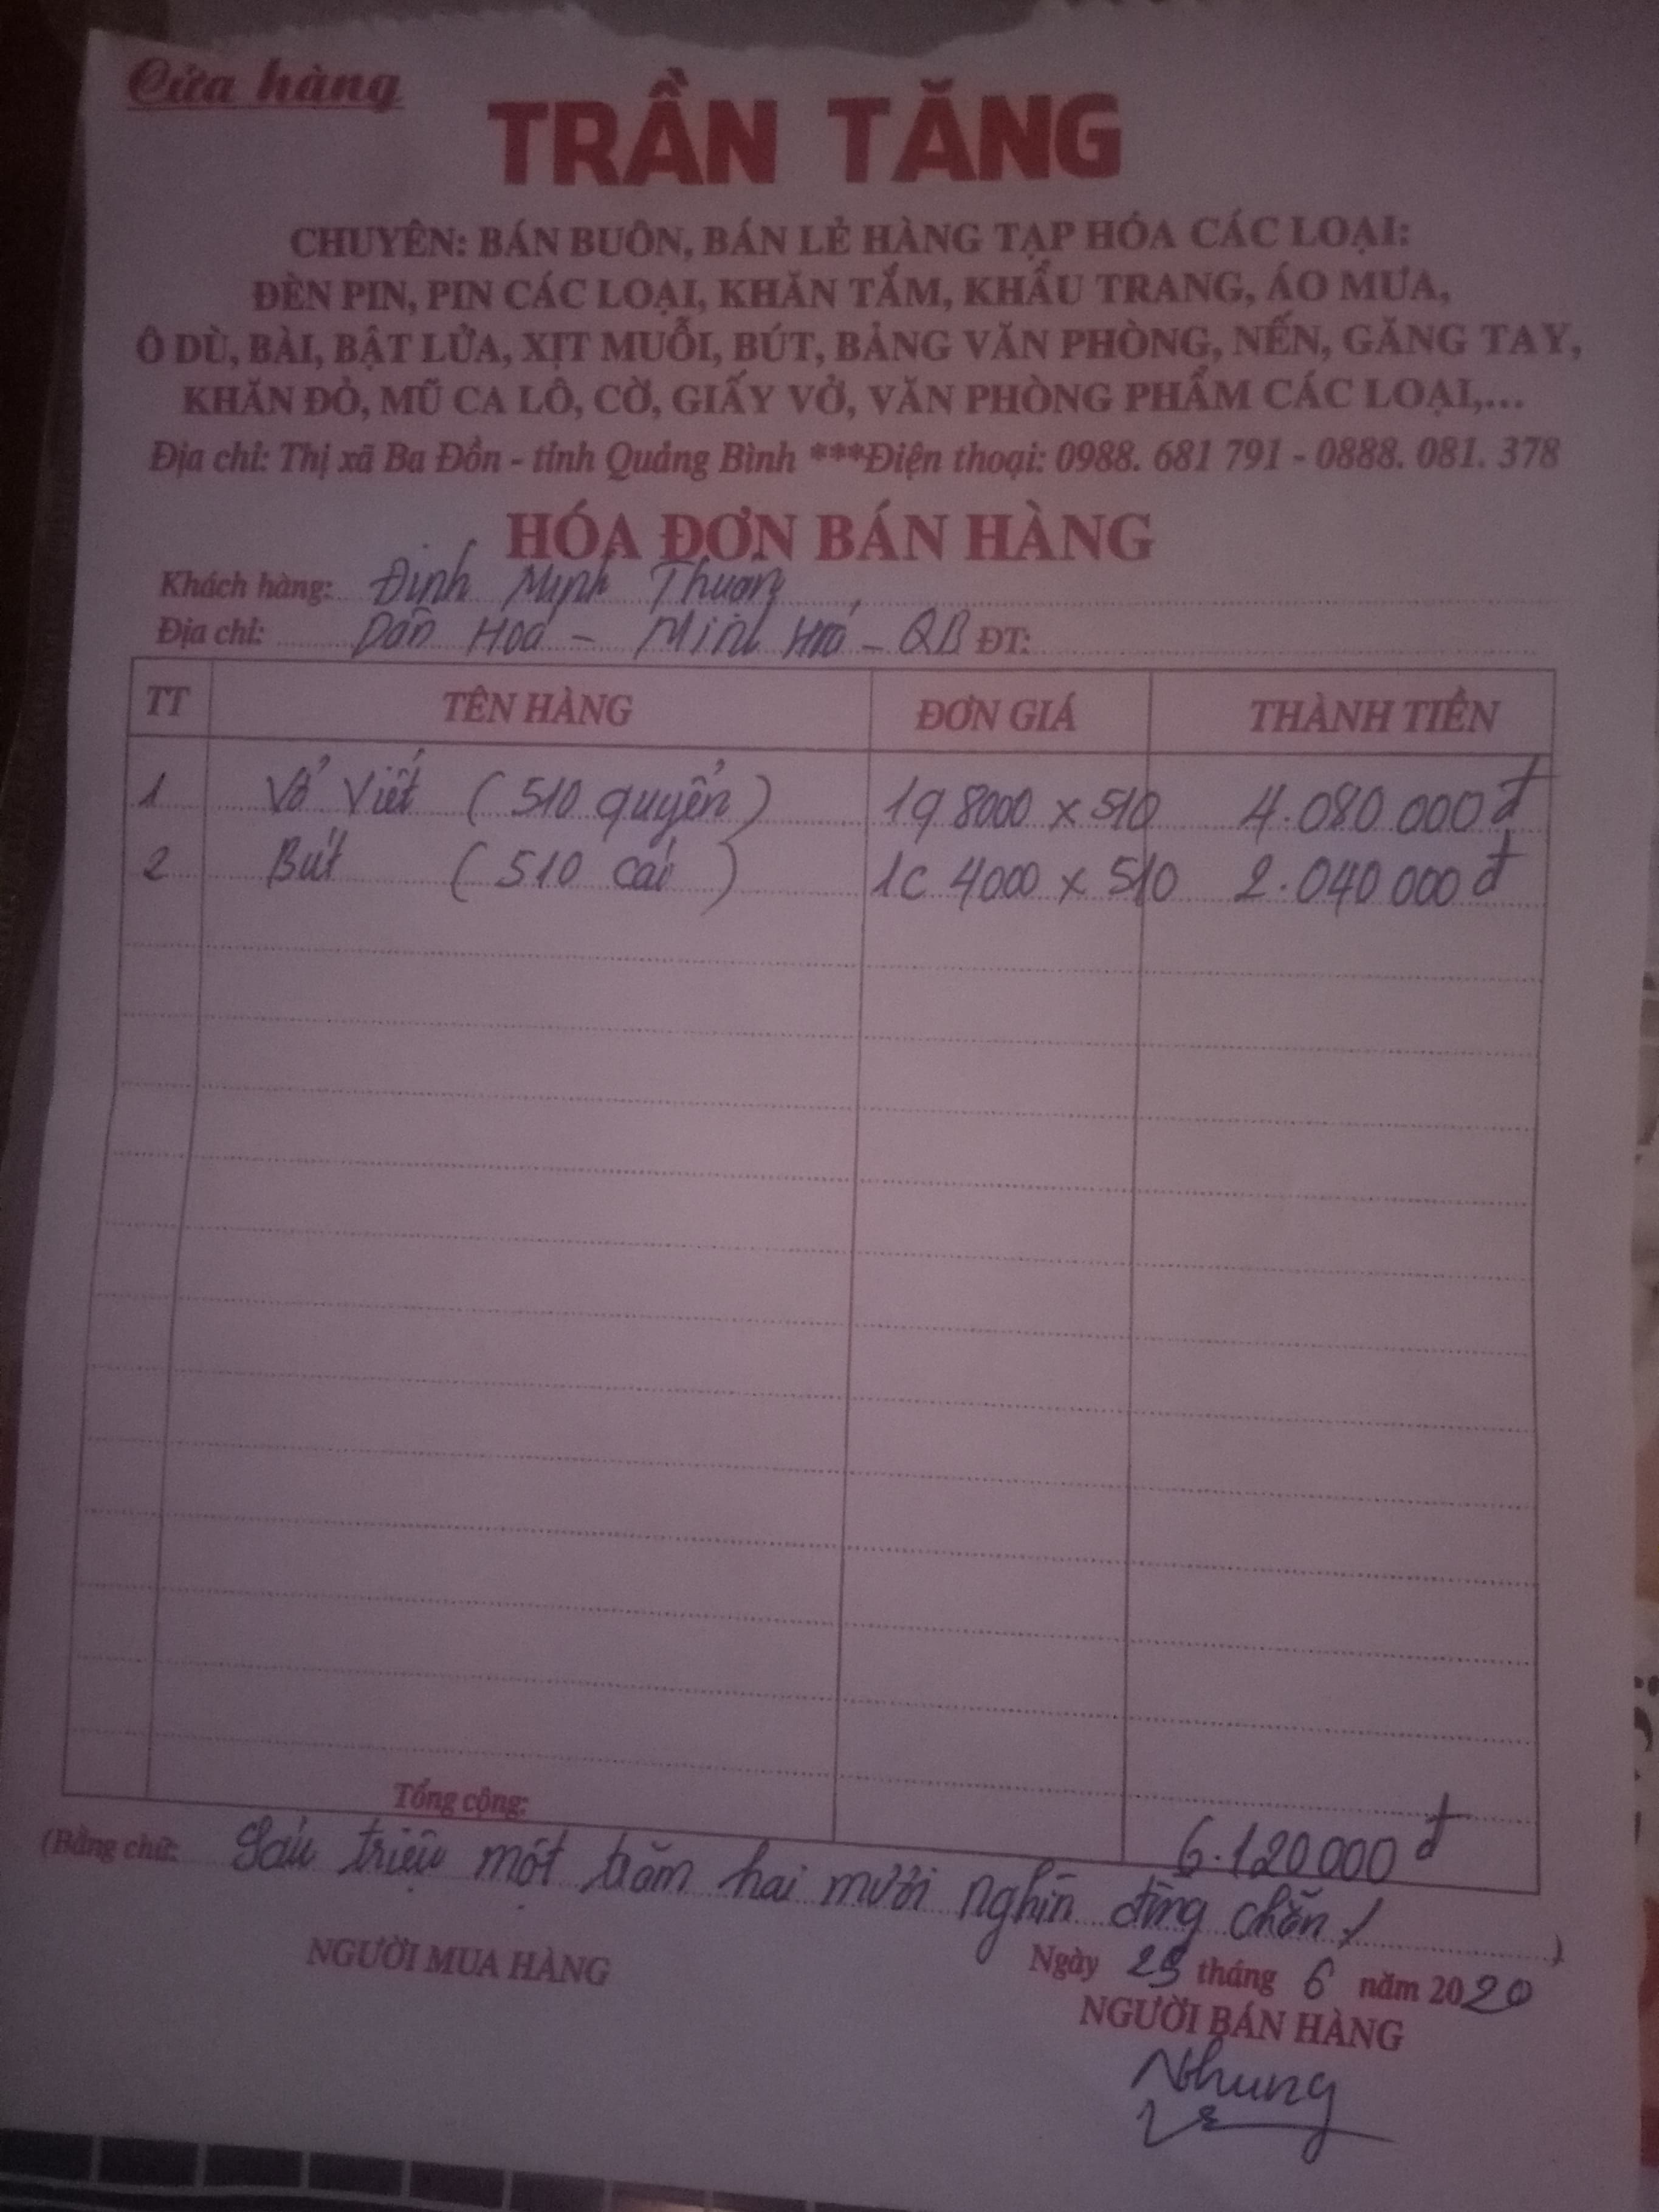 Cửa hàng
TRẦN TĂNG
CHUYÊN: BÁN BUÔN, BÁN LẺ HÀNG TẠP HÓA CÁC LOẠI:
ĐÈN PIN, PIN CÁC LOẠI, KHĂN TẮM, KHẨU TRANG, ÁO MƯA,
Ô DÙ, BÀI, BẬT LỬA, XỊT MUỖI, BÚT, BẢNG VĂN PHÒNG, NẾN, GĂNG TAY,
KHĂN ĐỎ, MŨ CA LÔ, CỜ, GIẤY VỞ, VĂN PHÒNG PHẨM CÁC LOẠI,...
Địa chỉ: Thị xã Ba Đồn - tỉnh Quảng Bình ***Điện thoại: 0988. 681 791 - 0888. 081. 378
HÓA ĐƠN BÁN HÀNG
Khách hàng: Đinh Minh Thuần
Địa chỉ: Dân Hoá - Minh Hoá - QB ĐT:
TT TÊN HÀNG ĐƠN GIÁ THÀNH TIỀN
1 Vở Viết (510 quyển) 1q 8000 x 510 4.080 000đ
2 Bút (510 cái) 1c 4000 x 510 2.040 000đ
Tổng cộng: 6.120 000đ
(Bằng chữ: Sáu triệu một trăm hai mươi nghìn đồng chẵn./ )
NGƯỜI MUA HÀNG
Ngày tháng 6 năm 2020
NGƯỜI BÁN HÀNG
Nhung